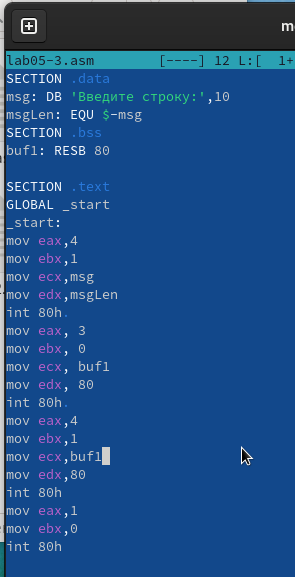 m
lab05-3.asm [----] 12 L:[ 1+
SECTION .data
msg: DB 'Введите строку:',10
msgLen: EQU $-msg
SECTION .bss
buf1: RESB 80
SECTION .text
GLOBAL _start
_start:
mov eax,4
mov ebx,1
mov ecx,msg
mov edx,msgLen
int 80h
mov eax, 3
mov ebx, 0
mov ecx, buf1
mov edx, 80
int 80h
mov eax,4
mov ebx,1
mov ecx,buf1
mov edx,80
int 80h
mov eax,1
mov ebx,0
int 80h